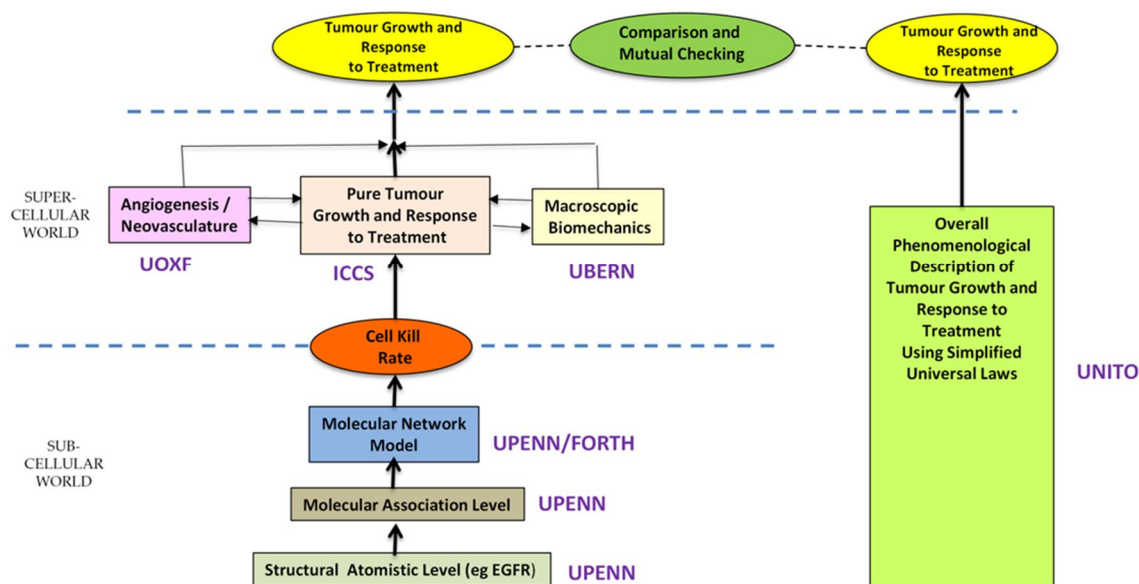 Tumour Growth and
Response
to Treatment
Comparison and
Mutual Checking
Tumour Growth and
Response
to Treatment
SUPER-
CELLULAR
WORLD
Angiogenesis /
Neovasculature
UOXF
Pure Tumour
Growth and Response
to Treatment
ICCS
Macroscopic
Biomechanics
UBERN
Overall
Phenomenological
Description of
Tumour Growth and
Response to
Treatment
Using Simplified
Universal Laws
UNITO
Cell Kill
Rate
SUB-
CELLULAR
WORLD
Molecular Network
Model
UPENN/FORTH
Molecular Association Level
UPENN
Structural Atomistic Level (eg EGFR)
UPENN